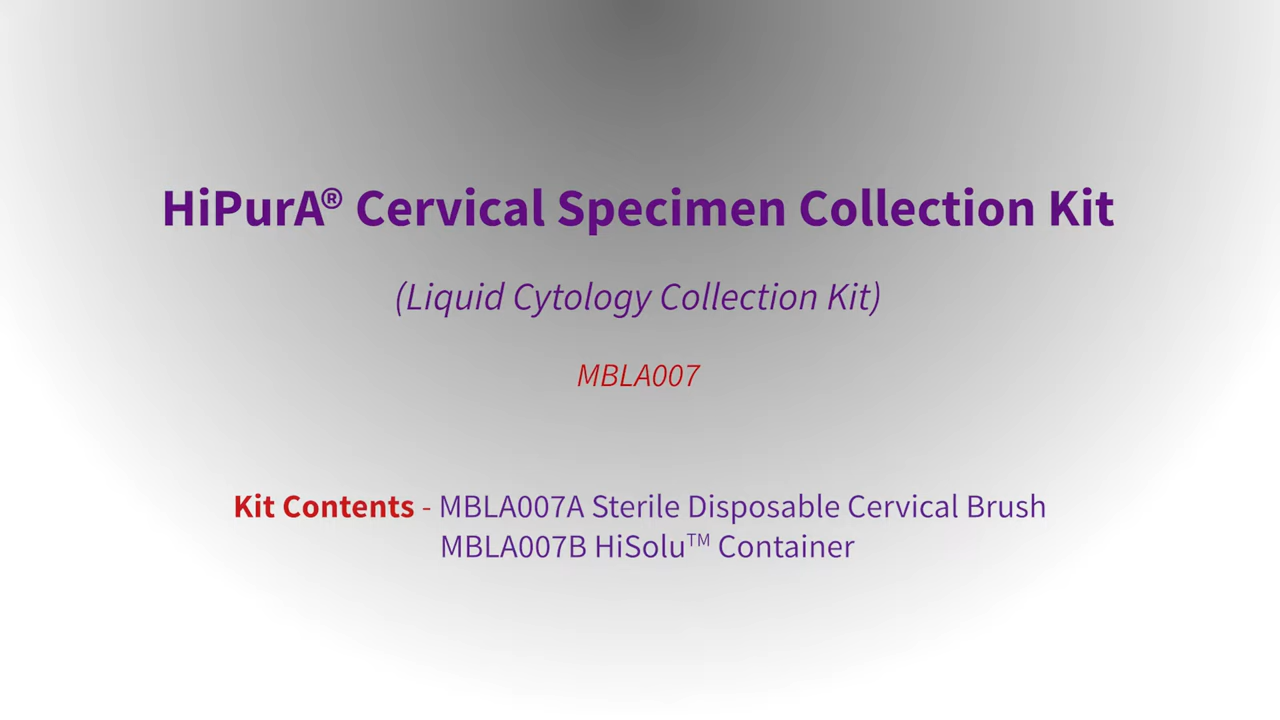 HiPurA® Cervical Specimen Collection Kit
(Liquid Cytology Collection Kit)
MBLA007
Kit Contents - MBLA007A Sterile Disposable Cervical Brush
MBLA007B HiSolu™ Container